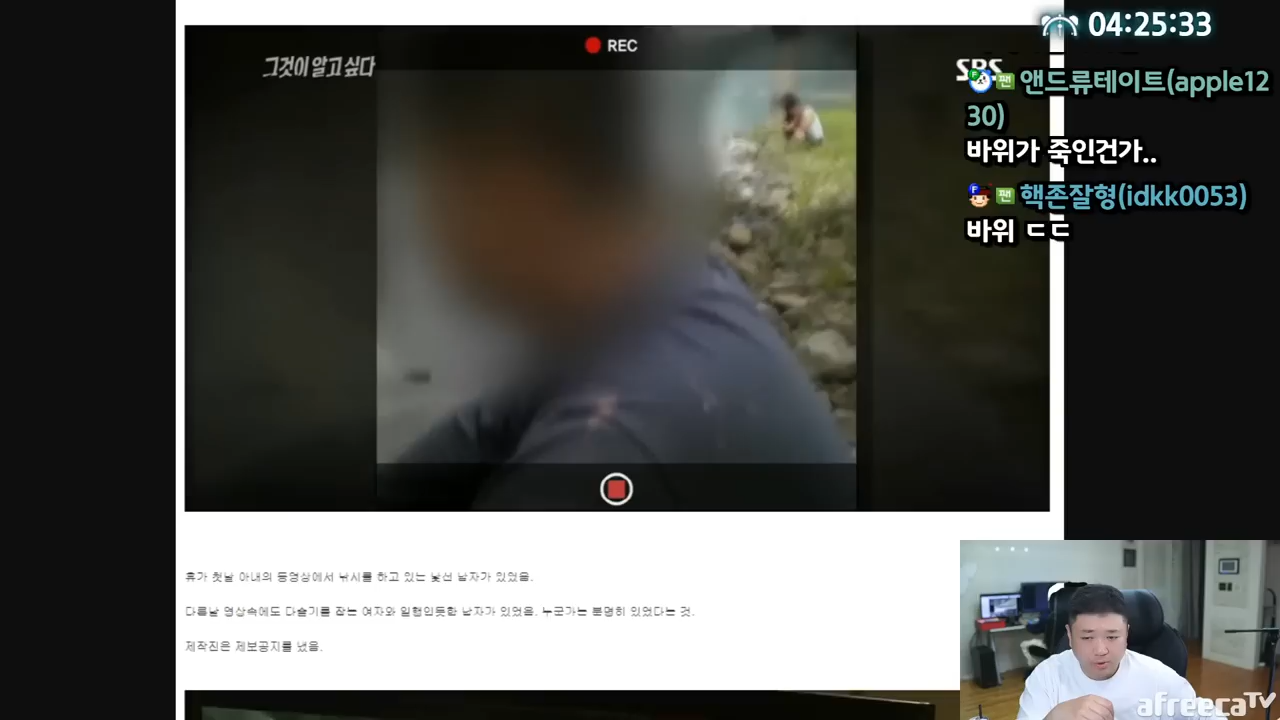 04:25:33
REC
그것이 알고싶다
SBS
팬 앤드류테이트(apple12
30)
바위가 죽인건가..
팬 핵존잘형(idkk0053)
바위 ㄷㄷ
휴가 첫날 아내의 동영상에서 낚시를 하고 있는 낯선 남자가 있었음.
다른날 영상속에도 다슬기를 잡는 여자와 일행인듯한 남자가 있었음. 누군가는 분명히 있었다는 것.
제작진은 제보공지를 냈음.
afreecaTV